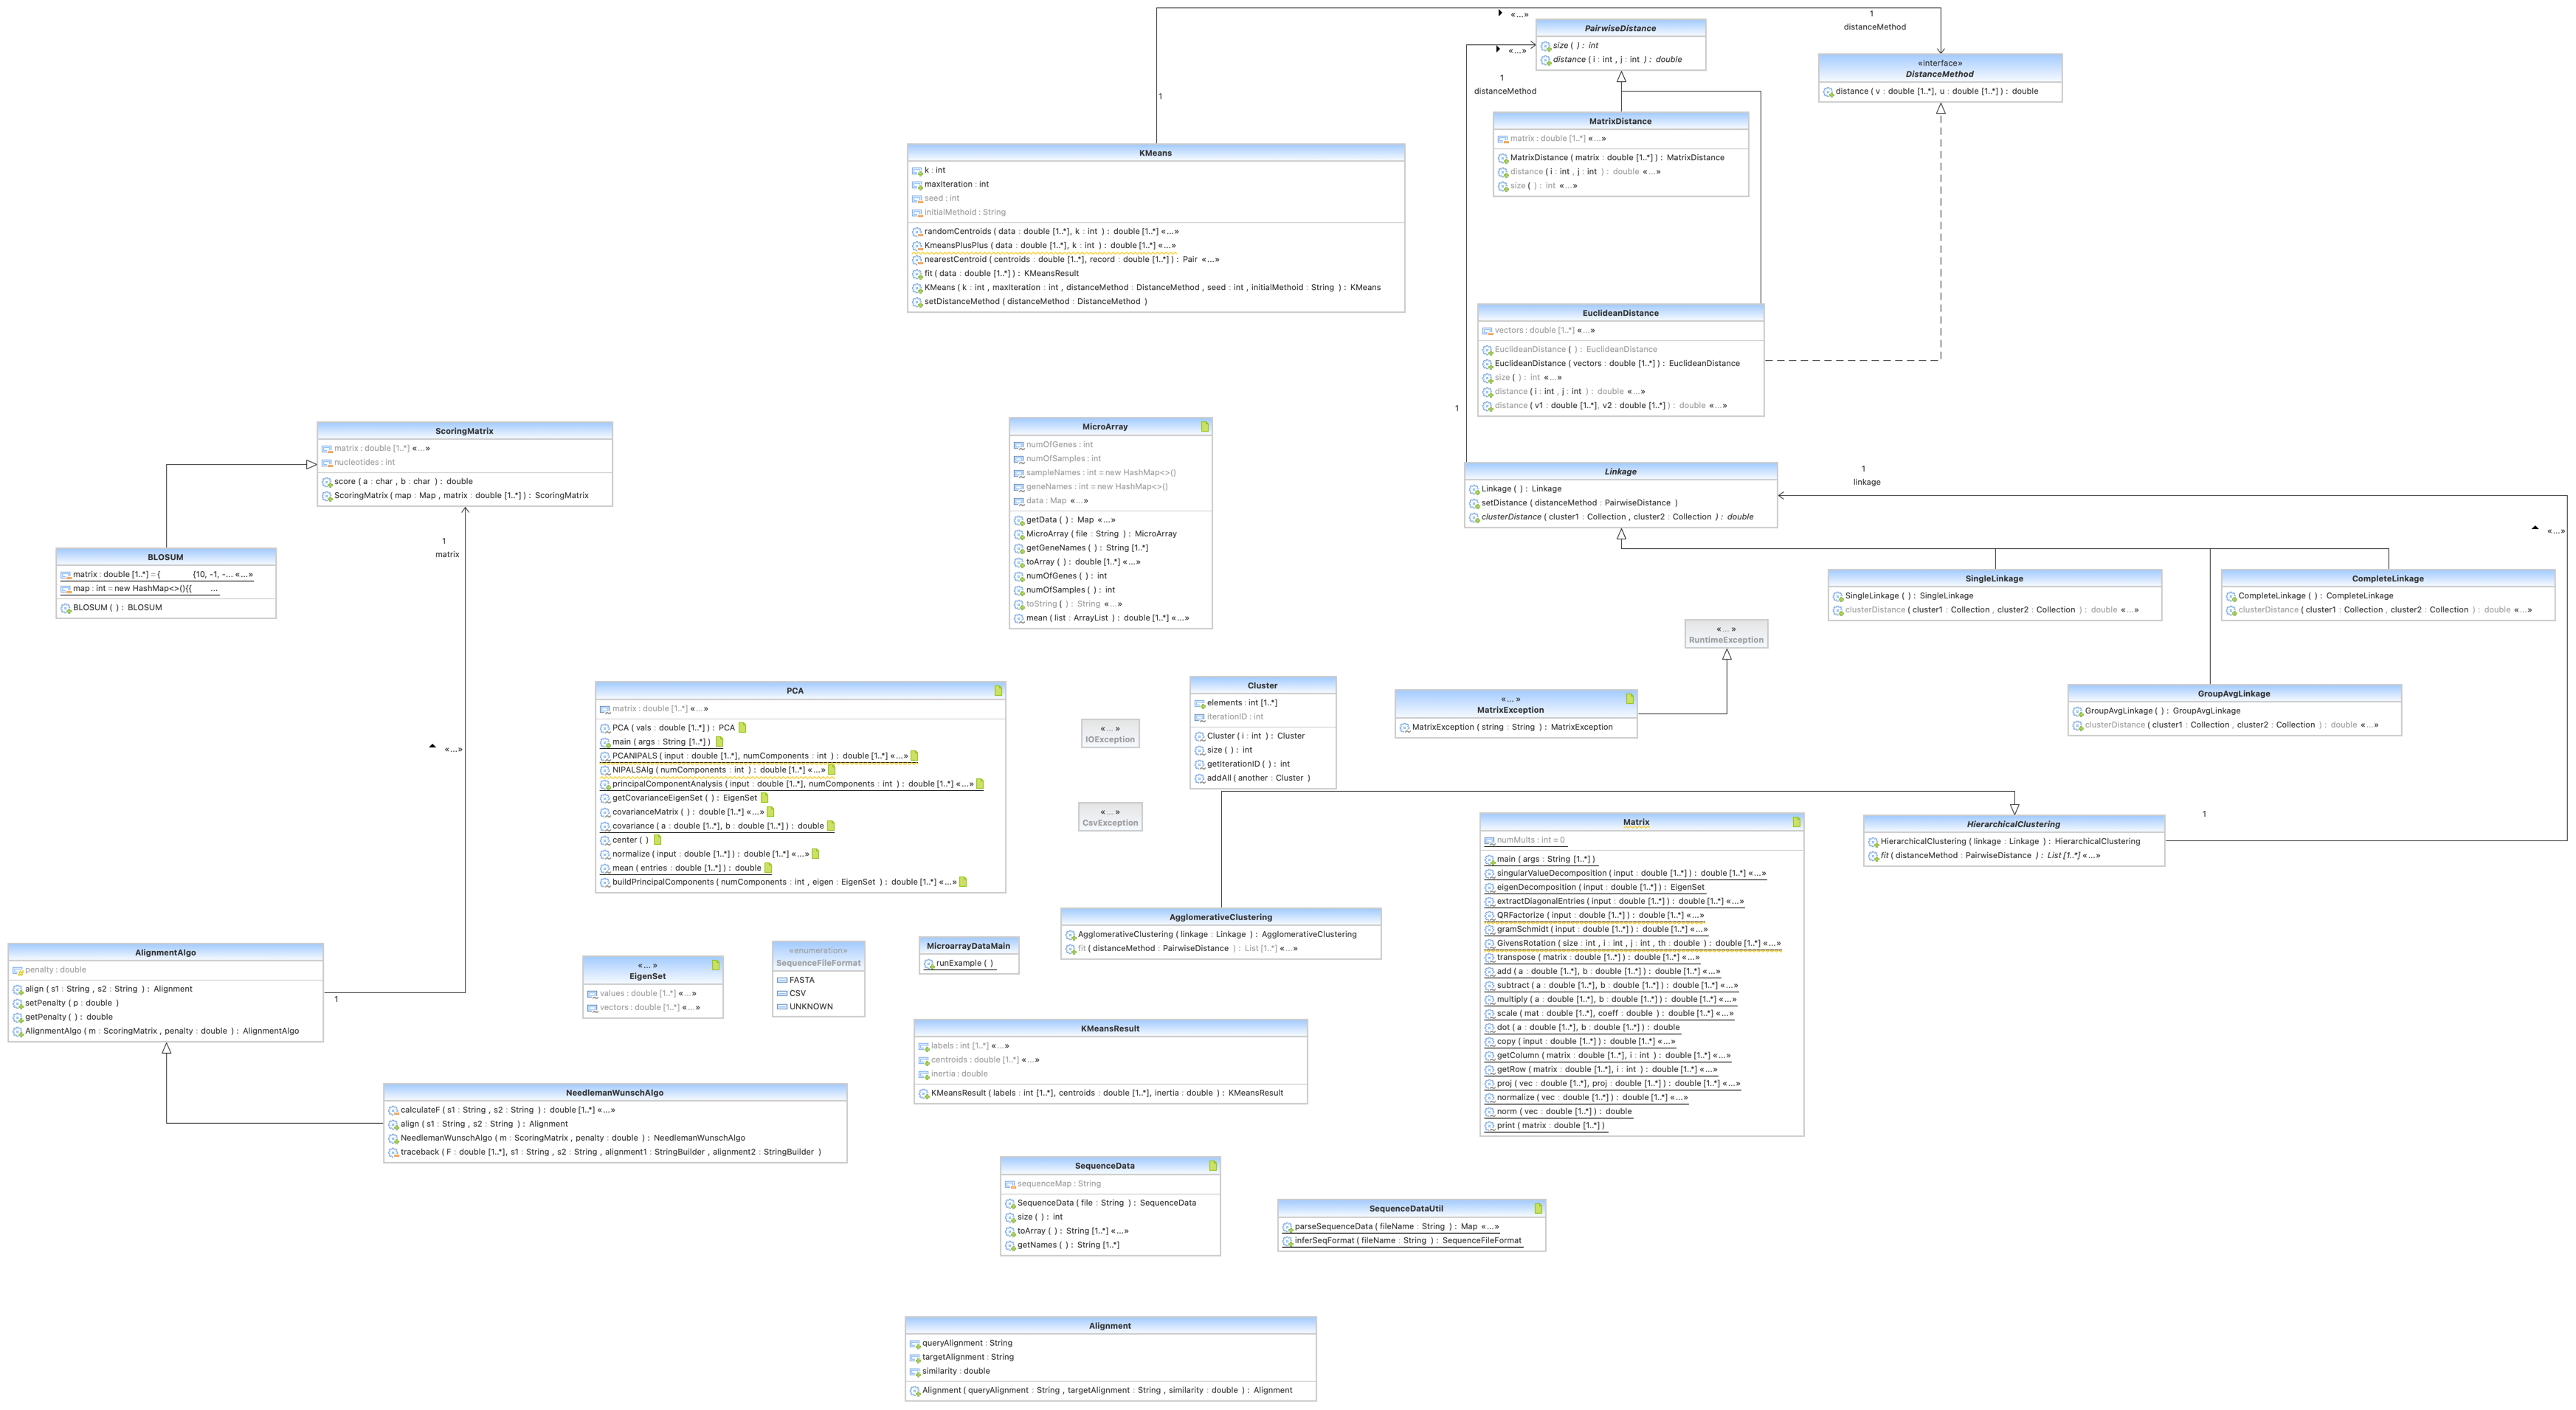 1
«...»
distanceMethod
PairwiseDistance
size ( ) : int
distance ( i : int , j : int ) : double
«...»
1
distanceMethod
«interface»
DistanceMethod
distance ( v : double [1..*], u : double [1..*] ) : double
1
MatrixDistance
matrix : double [1..*] «...»
MatrixDistance ( matrix : double [1..*] ) : MatrixDistance
distance ( i : int , j : int ) : double «...»
size ( ) : int «...»
KMeans
k : int
maxIteration : int
seed : int
initialMethoid : String
randomCentroids ( data : double [1..*], k : int ) : double [1..*] «...»
KmeansPlusPlus ( data : double [1..*], k : int ) : double [1..*] «...»
nearestCentroid ( centroids : double [1..*], record : double [1..*] ) : Pair «...»
fit ( data : double [1..*] ) : KMeansResult
KMeans ( k : int , maxIteration : int , distanceMethod : DistanceMethod , seed : int , initialMethoid : String ) : KMeans
setDistanceMethod ( distanceMethod : DistanceMethod )
EuclideanDistance
vectors : double [1..*] «...»
EuclideanDistance ( ) : EuclideanDistance
EuclideanDistance ( vectors : double [1..*] ) : EuclideanDistance
size ( ) : int «...»
distance ( i : int , j : int ) : double «...»
distance ( v1 : double [1..*], v2 : double [1..*] ) : double «...»
1
ScoringMatrix
matrix : double [1..*] «...»
nucleotides : int
score ( a : char , b : char ) : double
ScoringMatrix ( map : Map , matrix : double [1..*] ) : ScoringMatrix
MicroArray
numOfGenes : int
numOfSamples : int
sampleNames : int = new HashMap<>()
geneNames : int = new HashMap<>()
data : Map «...»
getData ( ) : Map «...»
MicroArray ( file : String ) : MicroArray
getGeneNames ( ) : String [1..*]
toArray ( ) : double [1..*] «...»
numOfGenes ( ) : int
numOfSamples ( ) : int
toString ( ) : String «...»
mean ( list : ArrayList ) : double [1..*] «...»
Linkage
Linkage ( ) : Linkage
setDistance ( distanceMethod : PairwiseDistance )
clusterDistance ( cluster1 : Collection , cluster2 : Collection ) : double
1
linkage
«...»
1
matrix
BLOSUM
matrix : double [1..*] = { {10, -1, -... «...»
map : int = new HashMap<>(){{ ...
BLOSUM ( ) : BLOSUM
SingleLinkage
SingleLinkage ( ) : SingleLinkage
clusterDistance ( cluster1 : Collection , cluster2 : Collection ) : double «...»
CompleteLinkage
CompleteLinkage ( ) : CompleteLinkage
clusterDistance ( cluster1 : Collection , cluster2 : Collection ) : double «...»
«... »
RuntimeException
GroupAvgLinkage
GroupAvgLinkage ( ) : GroupAvgLinkage
clusterDistance ( cluster1 : Collection , cluster2 : Collection ) : double «...»
«...»
PCA
matrix : double [1..*] «...»
PCA ( vals : double [1..*] ) : PCA
main ( args : String [1..*] )
PCANIPALS ( input : double [1..*], numComponents : int ) : double [1..*] «...»
NIPALSAlg ( numComponents : int ) : double [1..*] «...»
principalComponentAnalysis ( input : double [1..*], numComponents : int ) : double [1..*] «...»
getCovarianceEigenSet ( ) : EigenSet
covarianceMatrix ( ) : double [1..*] «...»
covariance ( a : double [1..*], b : double [1..*] ) : double
center ( )
normalize ( input : double [1..*] ) : double [1..*] «...»
mean ( entries : double [1..*] ) : double
buildPrincipalComponents ( numComponents : int , eigen : EigenSet ) : double [1..*] «...»
«... »
IOException
«... »
CsvException
Cluster
elements : int [1..*]
iterationID : int
Cluster ( i : int ) : Cluster
size ( ) : int
getIterationID ( ) : int
addAll ( another : Cluster )
«... »
MatrixException
MatrixException ( string : String ) : MatrixException
Matrix
numMults : int = 0
main ( args : String [1..*] )
singularValueDecomposition ( input : double [1..*] ) : double [1..*] «...»
eigenDecomposition ( input : double [1..*] ) : EigenSet
extractDiagonalEntries ( input : double [1..*] ) : double [1..*] «...»
QRFactorize ( input : double [1..*] ) : double [1..*] «...»
gramSchmidt ( input : double [1..*] ) : double [1..*] «...»
GivensRotation ( size : int , i : int , j : int , th : double ) : double [1..*] «...»
transpose ( matrix : double [1..*] ) : double [1..*] «...»
add ( a : double [1..*], b : double [1..*] ) : double [1..*] «...»
subtract ( a : double [1..*], b : double [1..*] ) : double [1..*] «...»
multiply ( a : double [1..*], b : double [1..*] ) : double [1..*] «...»
scale ( mat : double [1..*], coeff : double ) : double [1..*] «...»
dot ( a : double [1..*], b : double [1..*] ) : double
copy ( input : double [1..*] ) : double [1..*] «...»
getColumn ( matrix : double [1..*], i : int ) : double [1..*] «...»
getRow ( matrix : double [1..*], i : int ) : double [1..*] «...»
proj ( vec : double [1..*], proj : double [1..*] ) : double [1..*] «...»
normalize ( vec : double [1..*] ) : double [1..*] «...»
norm ( vec : double [1..*] ) : double
print ( matrix : double [1..*] )
HierarchicalClustering
HierarchicalClustering ( linkage : Linkage ) : HierarchicalClustering
fit ( distanceMethod : PairwiseDistance ) : List [1..*] «...»
1
AgglomerativeClustering
AgglomerativeClustering ( linkage : Linkage ) : AgglomerativeClustering
fit ( distanceMethod : PairwiseDistance ) : List [1..*] «...»
AlignmentAlgo
penalty : double
align ( s1 : String , s2 : String ) : Alignment
setPenalty ( p : double )
getPenalty ( ) : double
AlignmentAlgo ( m : ScoringMatrix , penalty : double ) : AlignmentAlgo
1
«... »
EigenSet
values : double [1..*] «...»
vectors : double [1..*] «...»
«enumeration»
SequenceFileFormat
FASTA
CSV
UNKNOWN
MicroarrayDataMain
runExample ( )
KMeansResult
labels : int [1..*] «...»
centroids : double [1..*] «...»
inertia : double
KMeansResult ( labels : int [1..*], centroids : double [1..*], inertia : double ) : KMeansResult
NeedlemanWunschAlgo
calculateF ( s1 : String , s2 : String ) : double [1..*] «...»
align ( s1 : String , s2 : String ) : Alignment
NeedlemanWunschAlgo ( m : ScoringMatrix , penalty : double ) : NeedlemanWunschAlgo
traceback ( F : double [1..*], s1 : String , s2 : String , alignment1 : StringBuilder , alignment2 : StringBuilder )
SequenceData
sequenceMap : String
SequenceData ( file : String ) : SequenceData
size ( ) : int
toArray ( ) : String [1..*] «...»
getNames ( ) : String [1..*]
SequenceDataUtil
parseSequenceData ( fileName : String ) : Map «...»
inferSeqFormat ( fileName : String ) : SequenceFileFormat
Alignment
queryAlignment : String
targetAlignment : String
similarity : double
Alignment ( queryAlignment : String , targetAlignment : String , similarity : double ) : Alignment